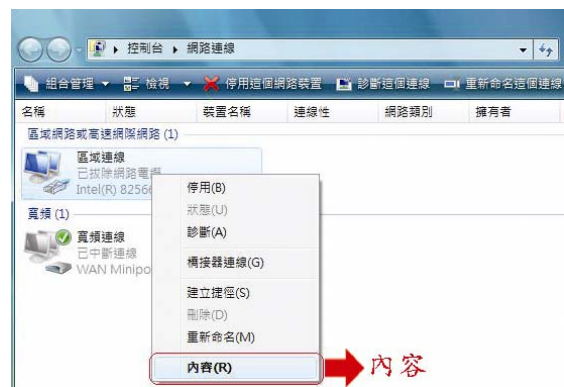 控制台 ▸ 網路連線
組合管理 檢視 停用這個網路裝置 診斷這個連線 重新命名這個連線
名稱 狀態 裝置名稱 連線性 網路類別 擁有者
區域網路或高速網際網路 (1)
區域連線
已拔除網路電纜
Intel(R) 8256
寬頻 (1)
寬頻連線
已中斷連線
WAN Minipo
停用(B)
狀態(U)
診斷(A)
橋接器連線(G)
建立捷徑(S)
刪除(D)
重新命名(M)
內容(R)
內容